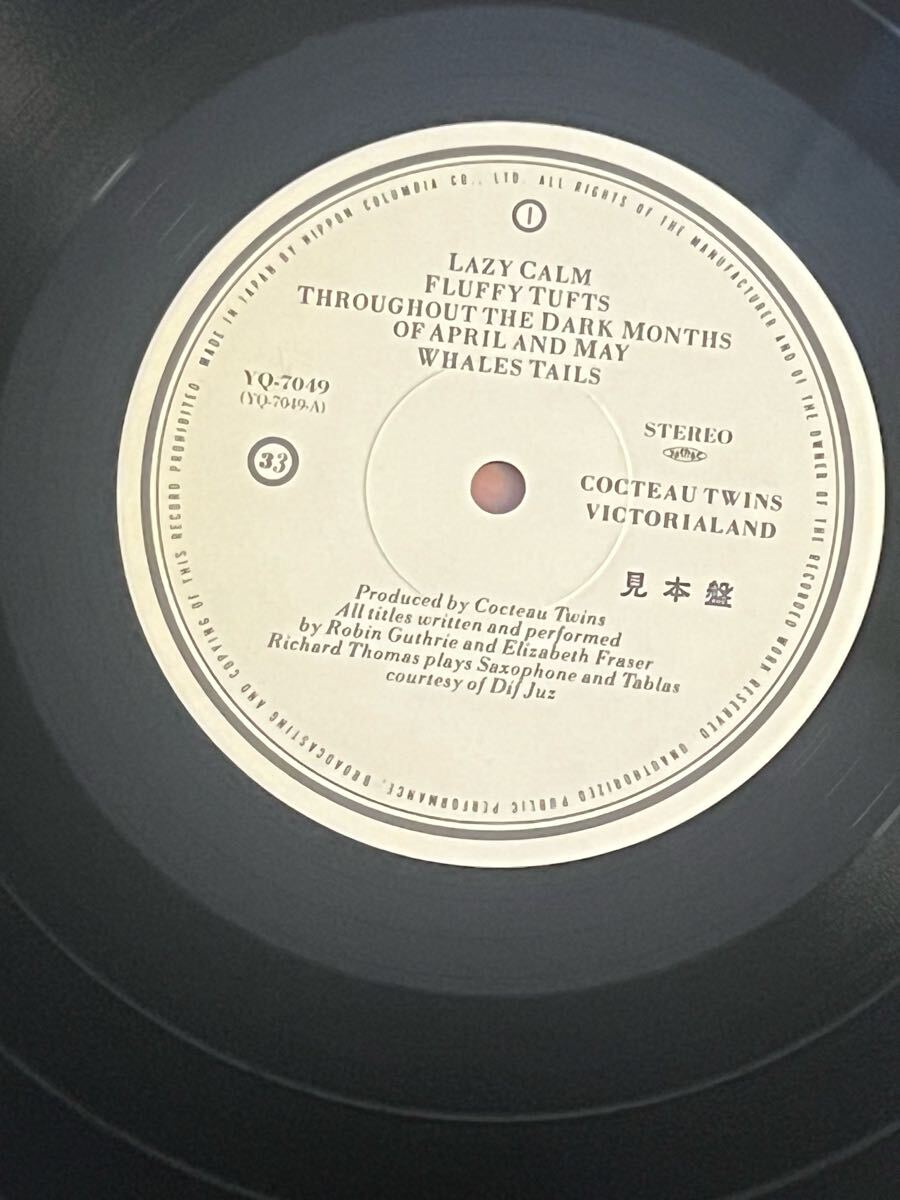 MADE IN JAPAN BY NIPPON COLUMBIA CO., LTD. ALL RIGHTS OF THE MANUFACTURER AND OF THE OWNER OF THE RECORDED WORK RESERVED UNAUTHORIZED PUBLIC PERFORMANCE, BROADCASTING AND COPYING OF THIS RECORD PROHIBITED
1
LAZY CALM
FLUFFY TUFTS
THROUGHOUT THE DARK MONTHS
OF APRIL AND MAY
WHALES TAILS
YQ-7049
(YQ-7049-A)
33
STEREO
COCTEAU TWINS
VICTORIALAND
見本盤
Produced by Cocteau Twins
All titles written and performed
by Robin Guthrie and Elizabeth Fraser
Richard Thomas plays Saxophone and Tablas
courtesy of Dif Juz